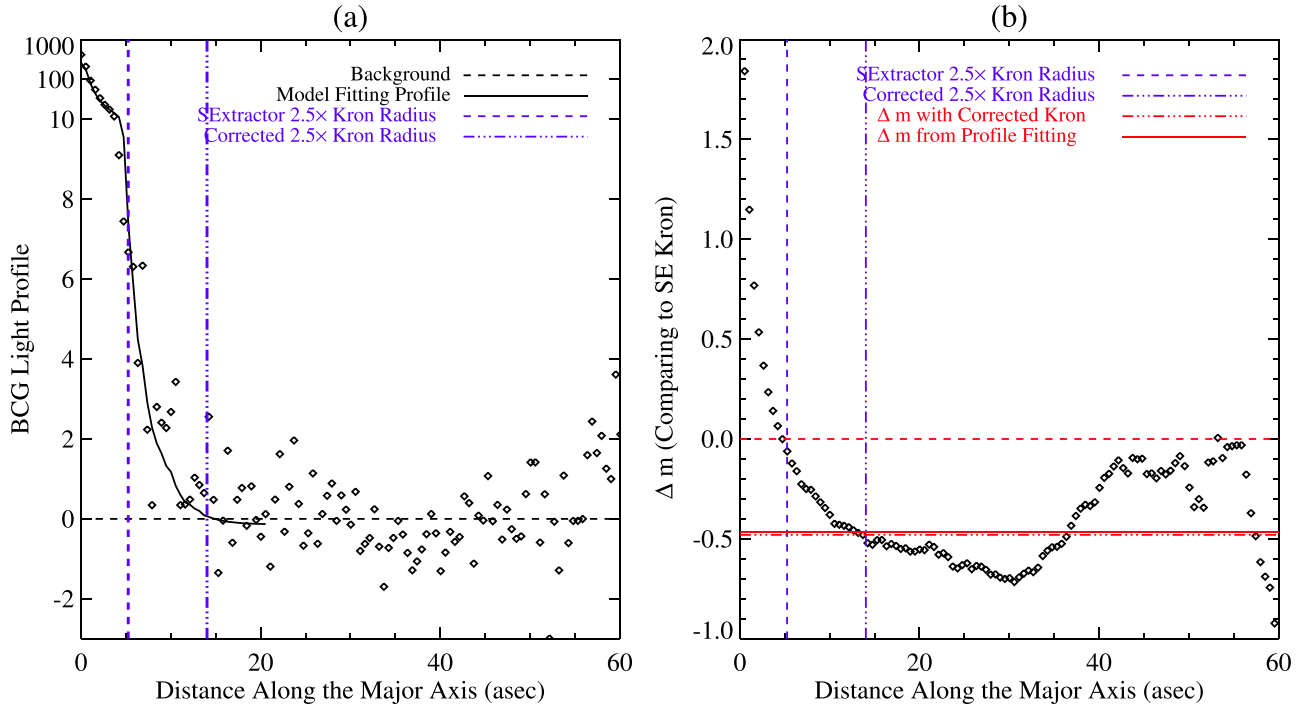 (a)
1000
100
10
8
6
4
2
0
-2
BCG Light Profile
Background
Model Fitting Profile
SExtractor 2.5× Kron Radius
Corrected 2.5× Kron Radius
0 20 40 60
Distance Along the Major Axis (asec)
(b)
2.0
1.5
1.0
0.5
0.0
-0.5
-1.0
Δ m (Comparing to SE Kron)
SExtractor 2.5× Kron Radius
Corrected 2.5× Kron Radius
Δ m with Corrected Kron
Δ m from Profile Fitting
0 20 40 60
Distance Along the Major Axis (asec)